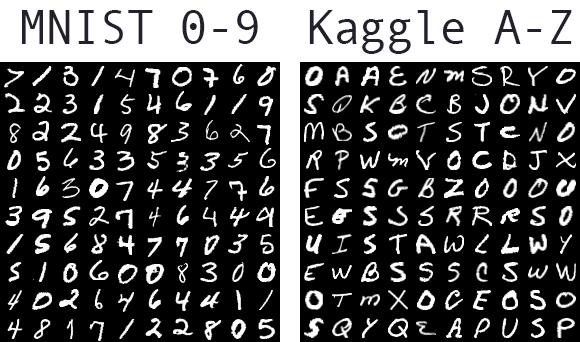 MNIST 0-9
7 1 3 1 4 7 0 7 6 0
2 2 3 1 5 4 6 1 1 9
8 2 2 4 9 8 3 6 2 7
0 5 6 3 3 5 3 3 5 6
1 6 3 0 7 4 4 7 7 6
3 9 5 2 7 4 6 4 4 9
1 5 6 8 4 7 7 0 3 5
5 1 0 6 0 0 8 3 0 0
4 0 2 6 4 6 4 4 1 1
4 8 1 7 1 2 2 8 0 5
Kaggle A-Z
O A A E N m S R Y O
S O K B C B J O N V
M B S O T S T C N O
R P W m V O C D J X
F S S G B Z O O O U
E S S S R R S O
U I S T A W L L W Y
E W B S S S C S W W
O T m X O C E O S O
S Q Y Q E A P U S P